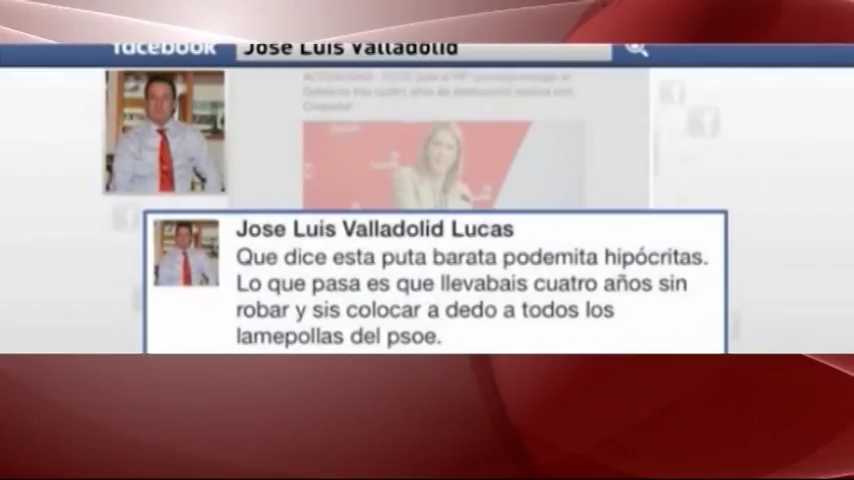 facebook
Jose Luis Valladolid
Jose Luis Valladolid Lucas
Que dice esta puta barata podemita hipócritas.
Lo que pasa es que llevabais cuatro años sin
robar y sis colocar a dedo a todos los
lamepollas del psoe.